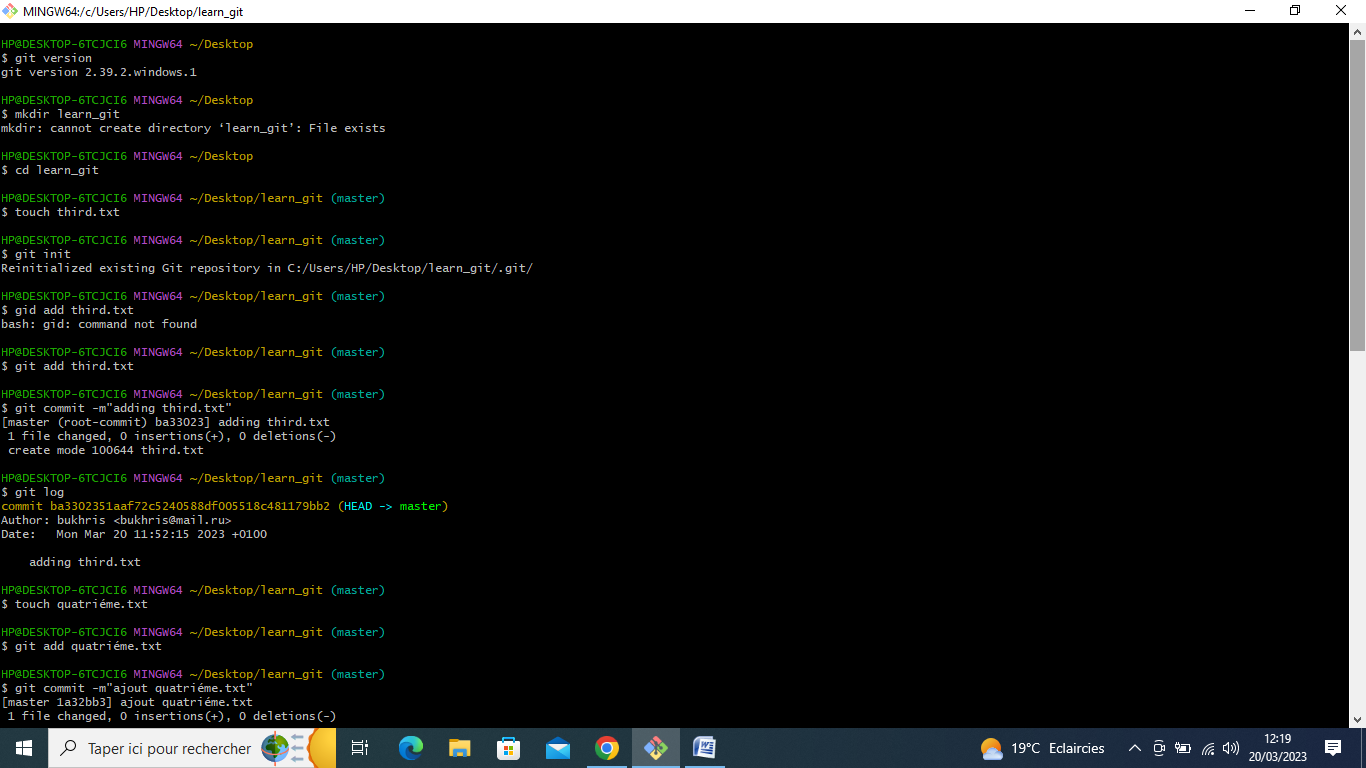 MINGW64:/c/Users/HP/Desktop/learn_git
HP@DESKTOP-6TCJCI6 MINGW64 ~/Desktop
$ git version
git version 2.39.2.windows.1
HP@DESKTOP-6TCJCI6 MINGW64 ~/Desktop
$ mkdir learn_git
mkdir: cannot create directory ‘learn_git’: File exists
HP@DESKTOP-6TCJCI6 MINGW64 ~/Desktop
$ cd learn_git
HP@DESKTOP-6TCJCI6 MINGW64 ~/Desktop/learn_git (master)
$ touch third.txt
HP@DESKTOP-6TCJCI6 MINGW64 ~/Desktop/learn_git (master)
$ git init
Reinitialized existing Git repository in C:/Users/HP/Desktop/learn_git/.git/
HP@DESKTOP-6TCJCI6 MINGW64 ~/Desktop/learn_git (master)
$ gid add third.txt
bash: gid: command not found
HP@DESKTOP-6TCJCI6 MINGW64 ~/Desktop/learn_git (master)
$ git add third.txt
HP@DESKTOP-6TCJCI6 MINGW64 ~/Desktop/learn_git (master)
$ git commit -m"adding third.txt"
[master (root-commit) ba33023] adding third.txt
 1 file changed, 0 insertions(+), 0 deletions(-)
 create mode 100644 third.txt
HP@DESKTOP-6TCJCI6 MINGW64 ~/Desktop/learn_git (master)
$ git log
commit ba3302351aaf72c5240588df005518c481179bb2 (HEAD -> master)
Author: bukhris <bukhris@mail.ru>
Date:   Mon Mar 20 11:52:15 2023 +0100
    adding third.txt
HP@DESKTOP-6TCJCI6 MINGW64 ~/Desktop/learn_git (master)
$ touch quatriéme.txt
HP@DESKTOP-6TCJCI6 MINGW64 ~/Desktop/learn_git (master)
$ git add quatriéme.txt
HP@DESKTOP-6TCJCI6 MINGW64 ~/Desktop/learn_git (master)
$ git commit -m"ajout quatriéme.txt"
[master 1a32bb3] ajout quatriéme.txt
 1 file changed, 0 insertions(+), 0 deletions(-)
Taper ici pour rechercher
19°C Eclaircies
12:19
20/03/2023